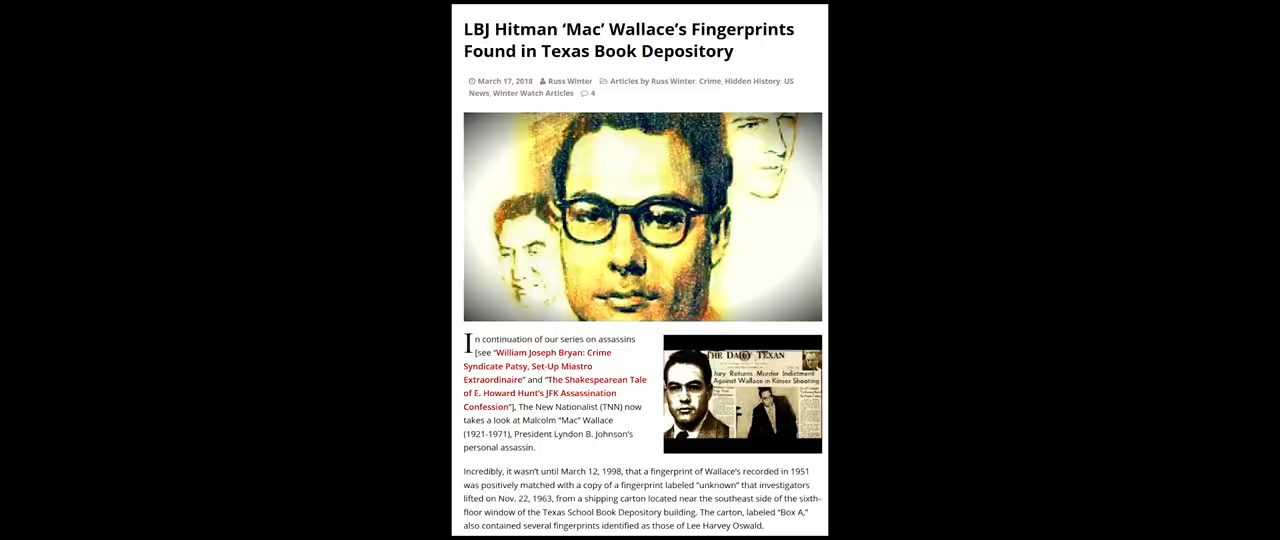 LBJ Hitman ‘Mac’ Wallace’s Fingerprints
Found in Texas Book Depository
March 17, 2018 Russ Winter Articles by Russ Winter, Crime, Hidden History, US
News, Winter Watch Articles 4
In continuation of our series on assassins
[see “William Joseph Bryan: Crime
Syndicate Patsy, Set-Up Miastro
Extraordinaire” and “The Shakespearean Tale
of E. Howard Hunt’s JFK Assassination
Confession”], The New Nationalist (TNN) now
takes a look at Malcolm “Mac” Wallace
(1921-1971), President Lyndon B. Johnson’s
personal assassin.
THE DAILY TEXAN
Jury Returns Murder Indictment
Against Wallace in Kinser Shooting
Incredibly, it wasn’t until March 12, 1998, that a fingerprint of Wallace’s recorded in 1951
was positively matched with a copy of a fingerprint labeled “unknown” that investigators
lifted on Nov. 22, 1963, from a shipping carton located near the southeast side of the sixth-
floor window of the Texas School Book Depository building. The carton, labeled “Box A,”
also contained several fingerprints identified as those of Lee Harvey Oswald.